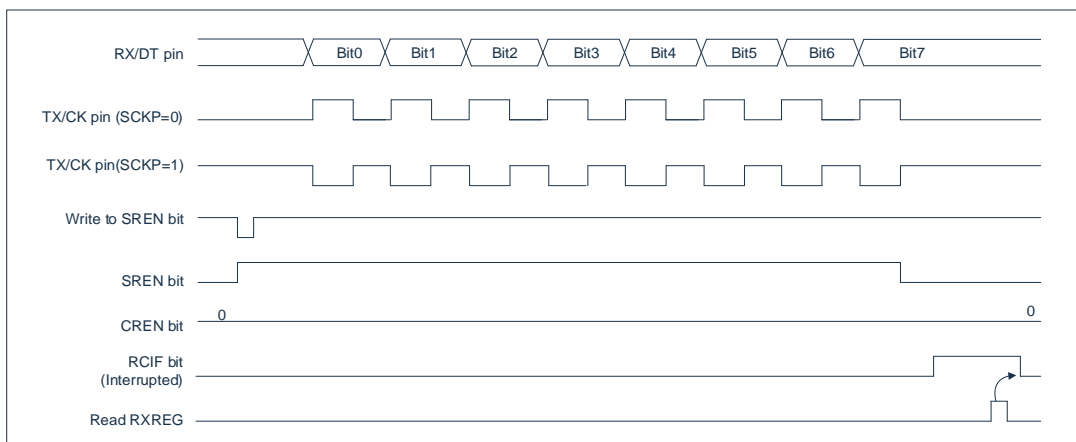 RX/DT pin
Bit0 Bit1 Bit2 Bit3 Bit4 Bit5 Bit6 Bit7
TX/CK pin (SCKP=0)
TX/CK pin(SCKP=1)
Write to SREN bit
SREN bit
0 0
CREN bit
RCIF bit
(Interrupted)
Read RXREG